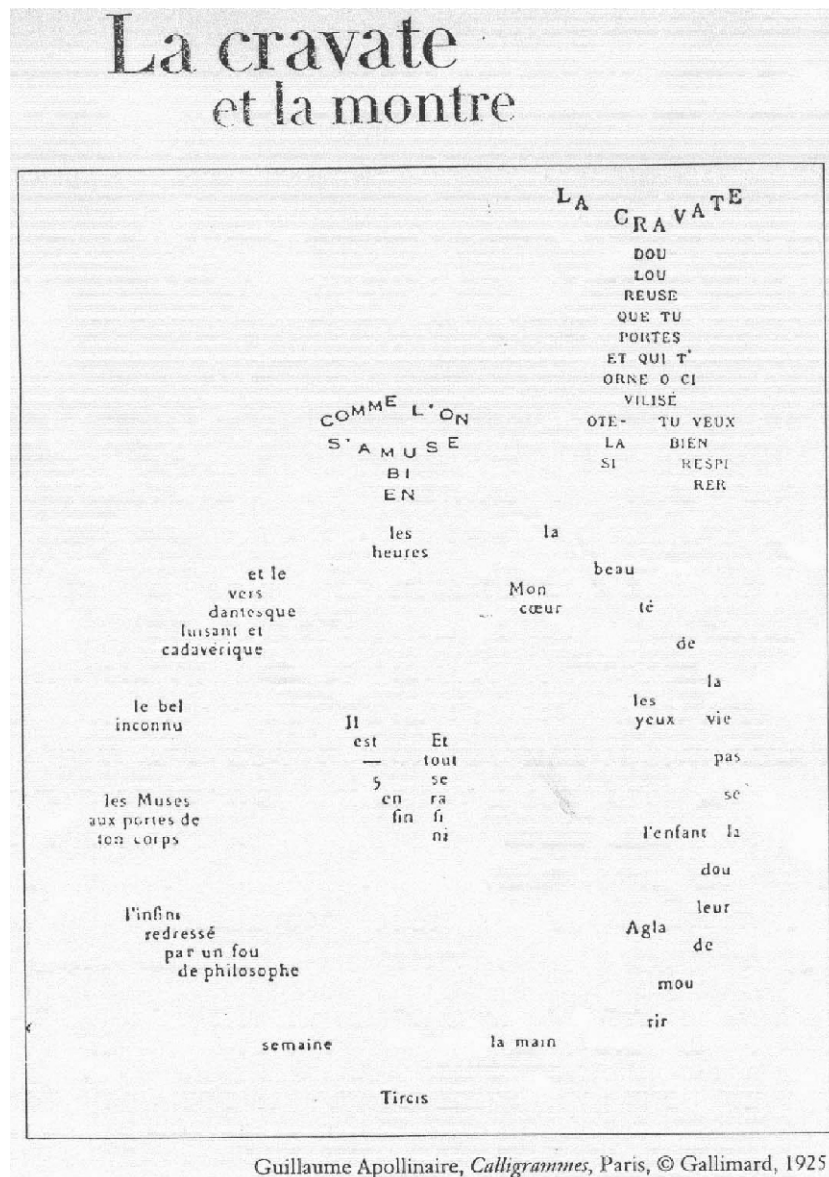 La cravate
et la montre
LA CRAVATE
DOU
LOU
REUSE
QUE TU
PORTES
ET QUI T'
ORNE O CI
VILISÉ
OTE- TU VEUX
LA BIEN
SI RESPI
RER
COMME L'ON
S'AMUSE
BI
EN
les
heures
la
beau
té
de
la
vie
pas
se
la
dou
leur
de
mou
rir
Mon
cœur
les
yeux
l'enfant
Agla
la main
Tircis
semaine
l'infini
redressé
par un fou
de philosophe
les Muses
aux portes de
ton corps
le bel
inconnu
et le
vers
dantesque
luisant et
cadavérique
Il
est
—
5
en
fin
Et
tout
se
ra
fi
ni
Guillaume Apollinaire, Calligrammes, Paris, © Gallimard, 1925